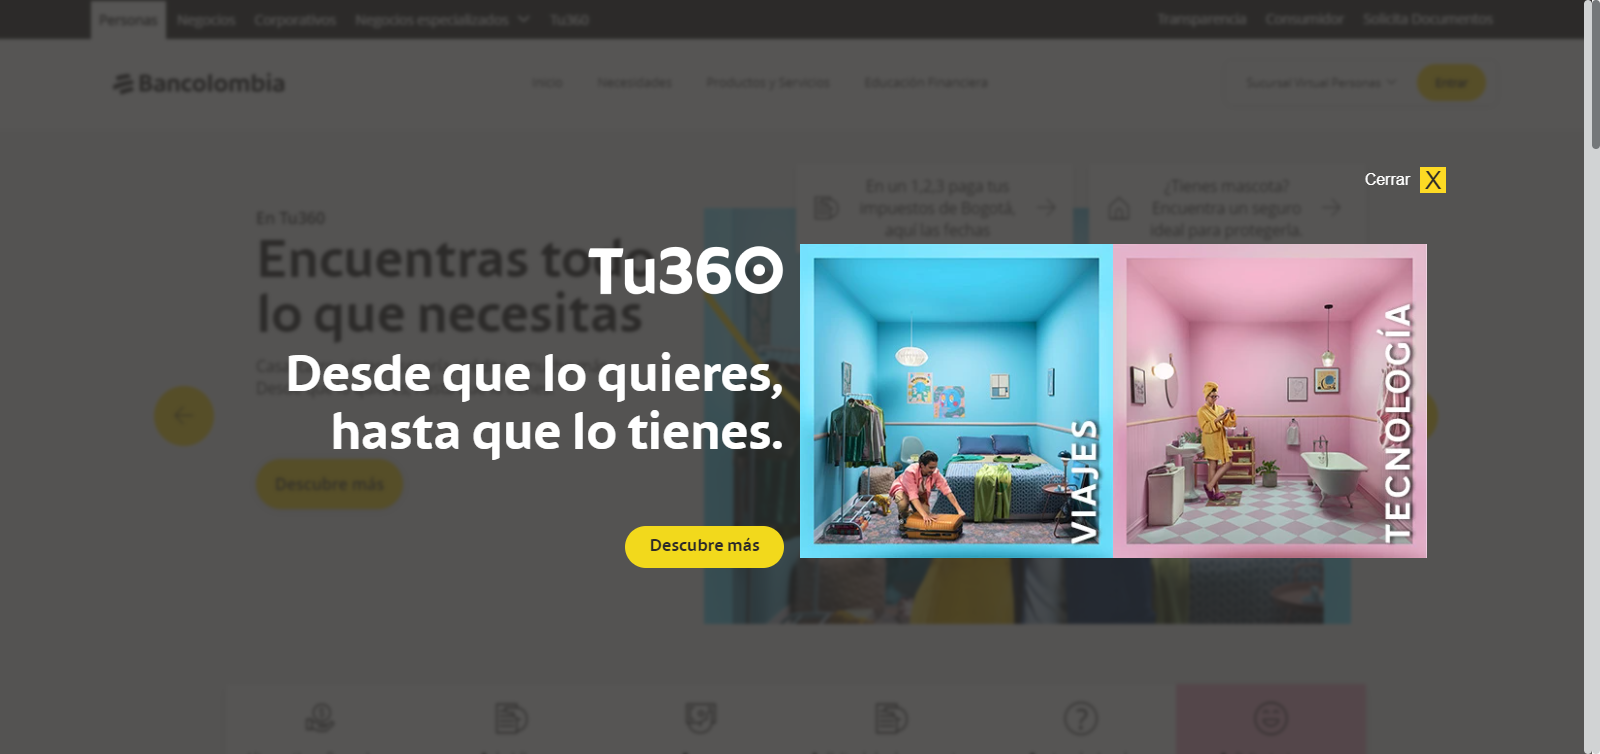 Personas Negocios Corporativos Negocios especializados Tu360 Transparencia Consumidor Solicita Documentos
Bancolombia Inicio Necesidades Productos y Servicios Educación Financiera Sucursal Virtual Personas Entrar
Cerrar X
En un 1,2,3 paga tus
impuestos de Bogotá,
aquí las fechas
¿Tienes mascota?
Encuentra un seguro
ideal para protegerla.
En Tu360
Encuentras todo
lo que necesitas
Descubre más
Tu360
Desde que lo quieres,
hasta que lo tienes.
Descubre más
VIAJES
TECNOLOGÍA